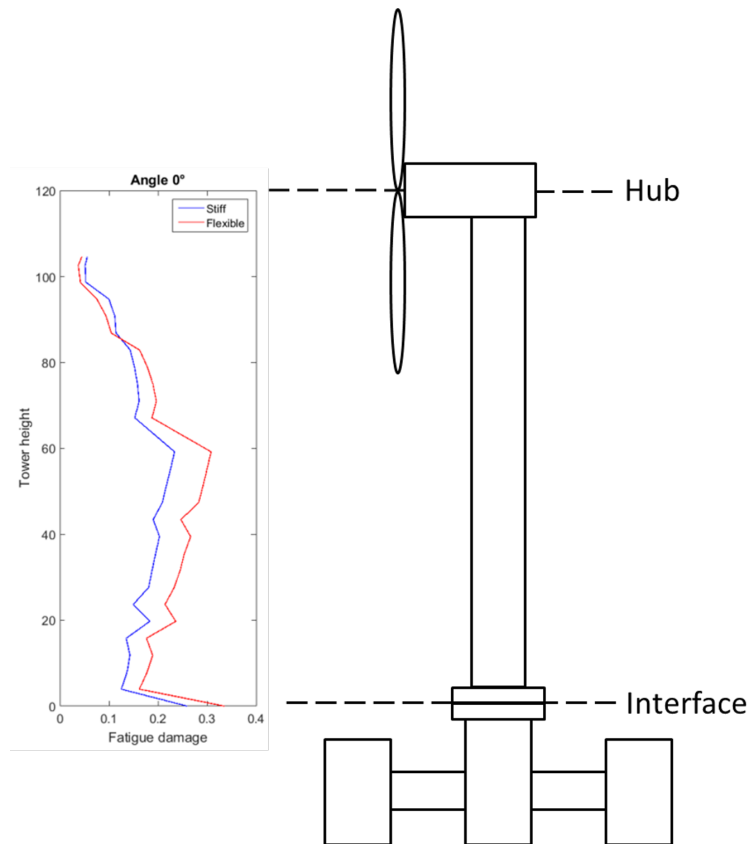 Angle 0°
120
100
80
60
40
20
0
Tower height
0 0.1 0.2 0.3 0.4
Fatigue damage
Stiff
Flexible
Hub
Interface